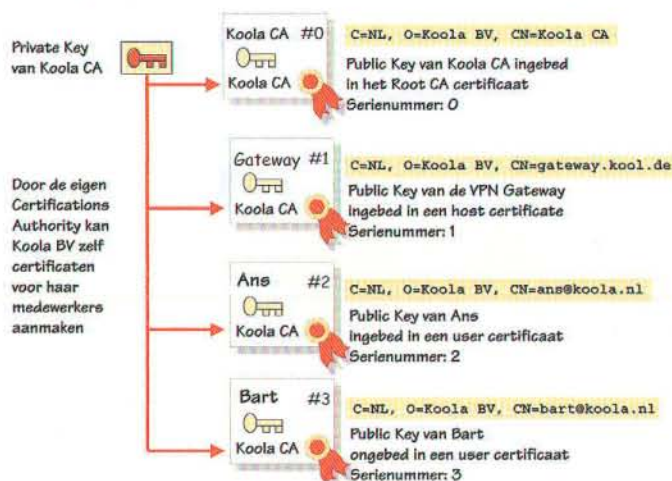 Private Key
van Koola CA
Door de eigen
Certifications
Authority kan
Koola BV zelf
certificaten
voor haar
medewerkers
aanmaken
Koola CA #0
Koola CA
C=NL, O=Koola BV, CN=Koola CA
Public Key van Koola CA ingebed
in het Root CA certificaat
Serienummer: 0
Gateway #1
Koola CA
C=NL, O=Koola BV, CN=gateway.kool.de
Public Key van de VPN Gateway
ingebed in een host certificate
Serienummer: 1
Ans #2
Koola CA
C=NL, O=Koola BV, CN=ans@koola.nl
Public Key van Ans
ingebed in een user certificaat
Serienummer: 2
Bart #3
Koola CA
C=NL, O=Koola BV, CN=bart@koola.nl
Public Key van Bart
ongebed in een user certificaat
Serienummer: 3